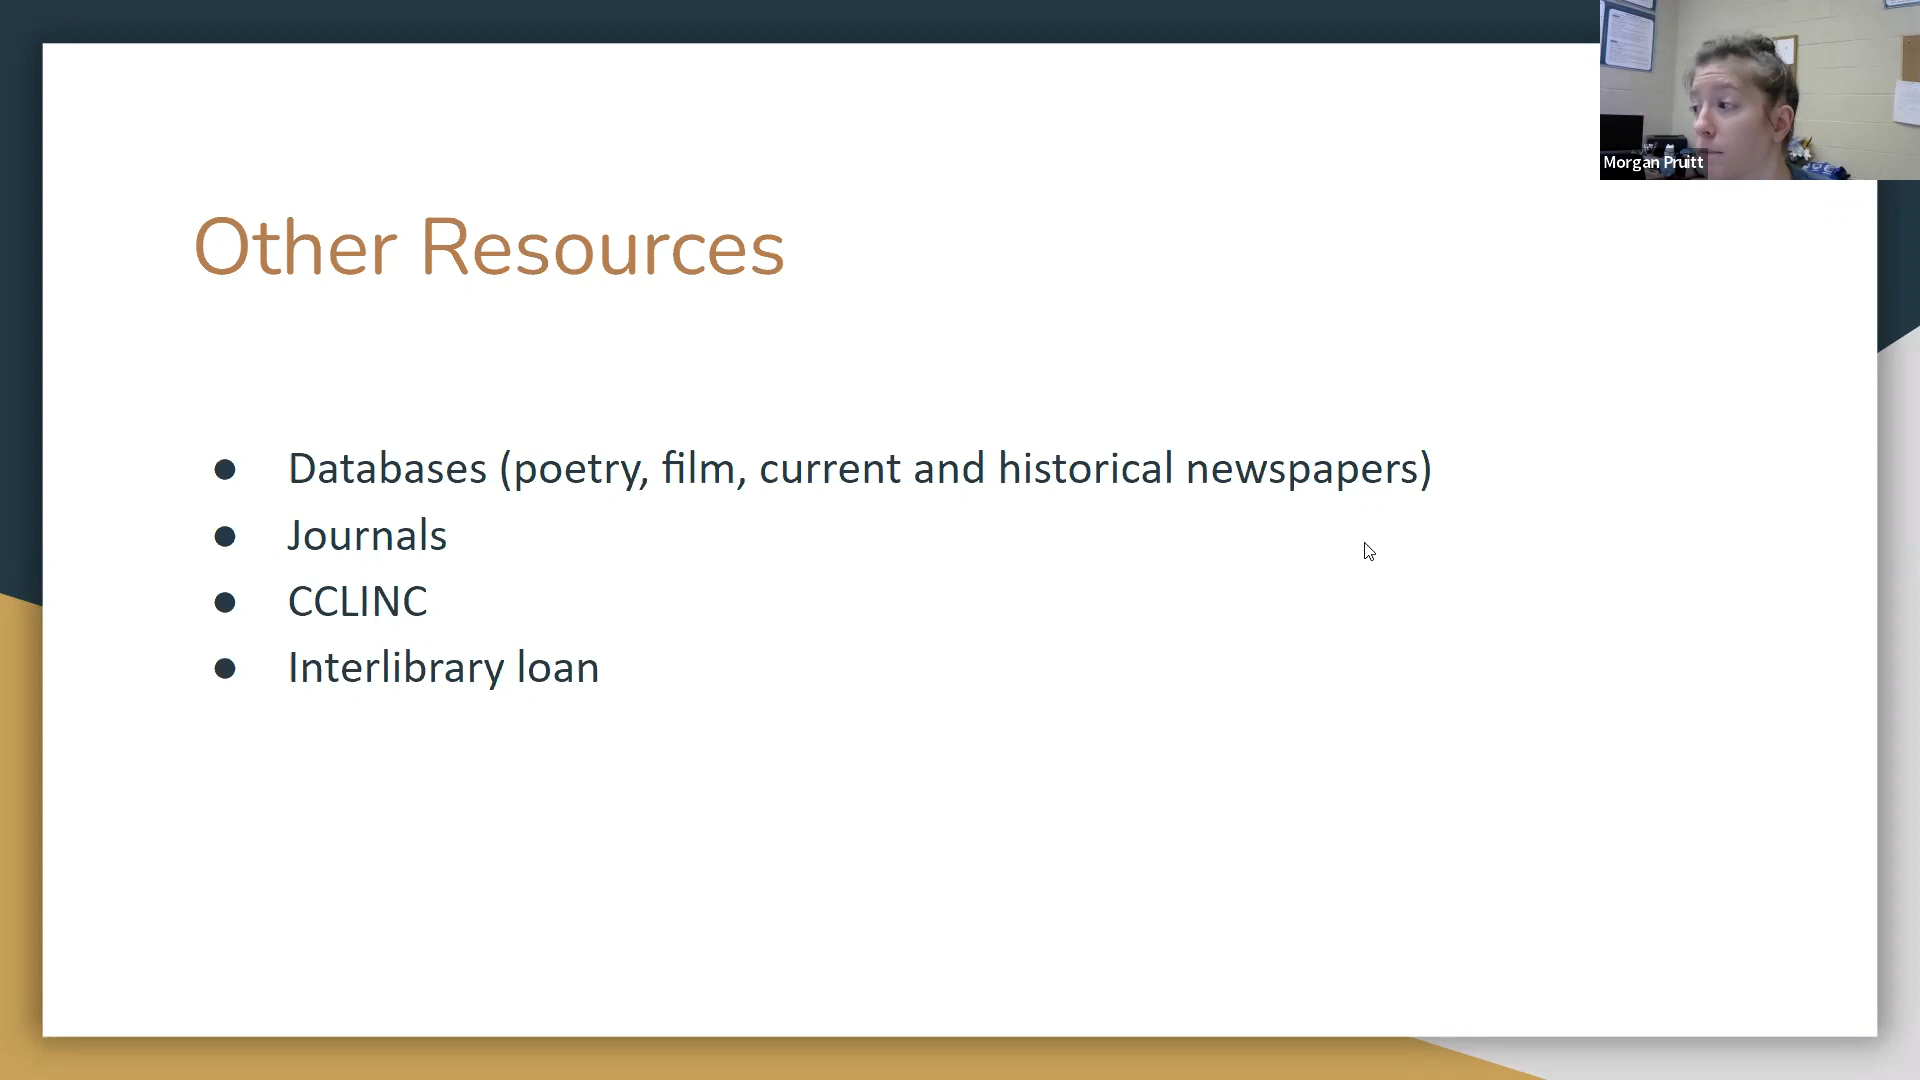 Morgan Pruitt
Other Resources
● Databases (poetry, film, current and historical newspapers)
● Journals
● CCLINC
● Interlibrary loan